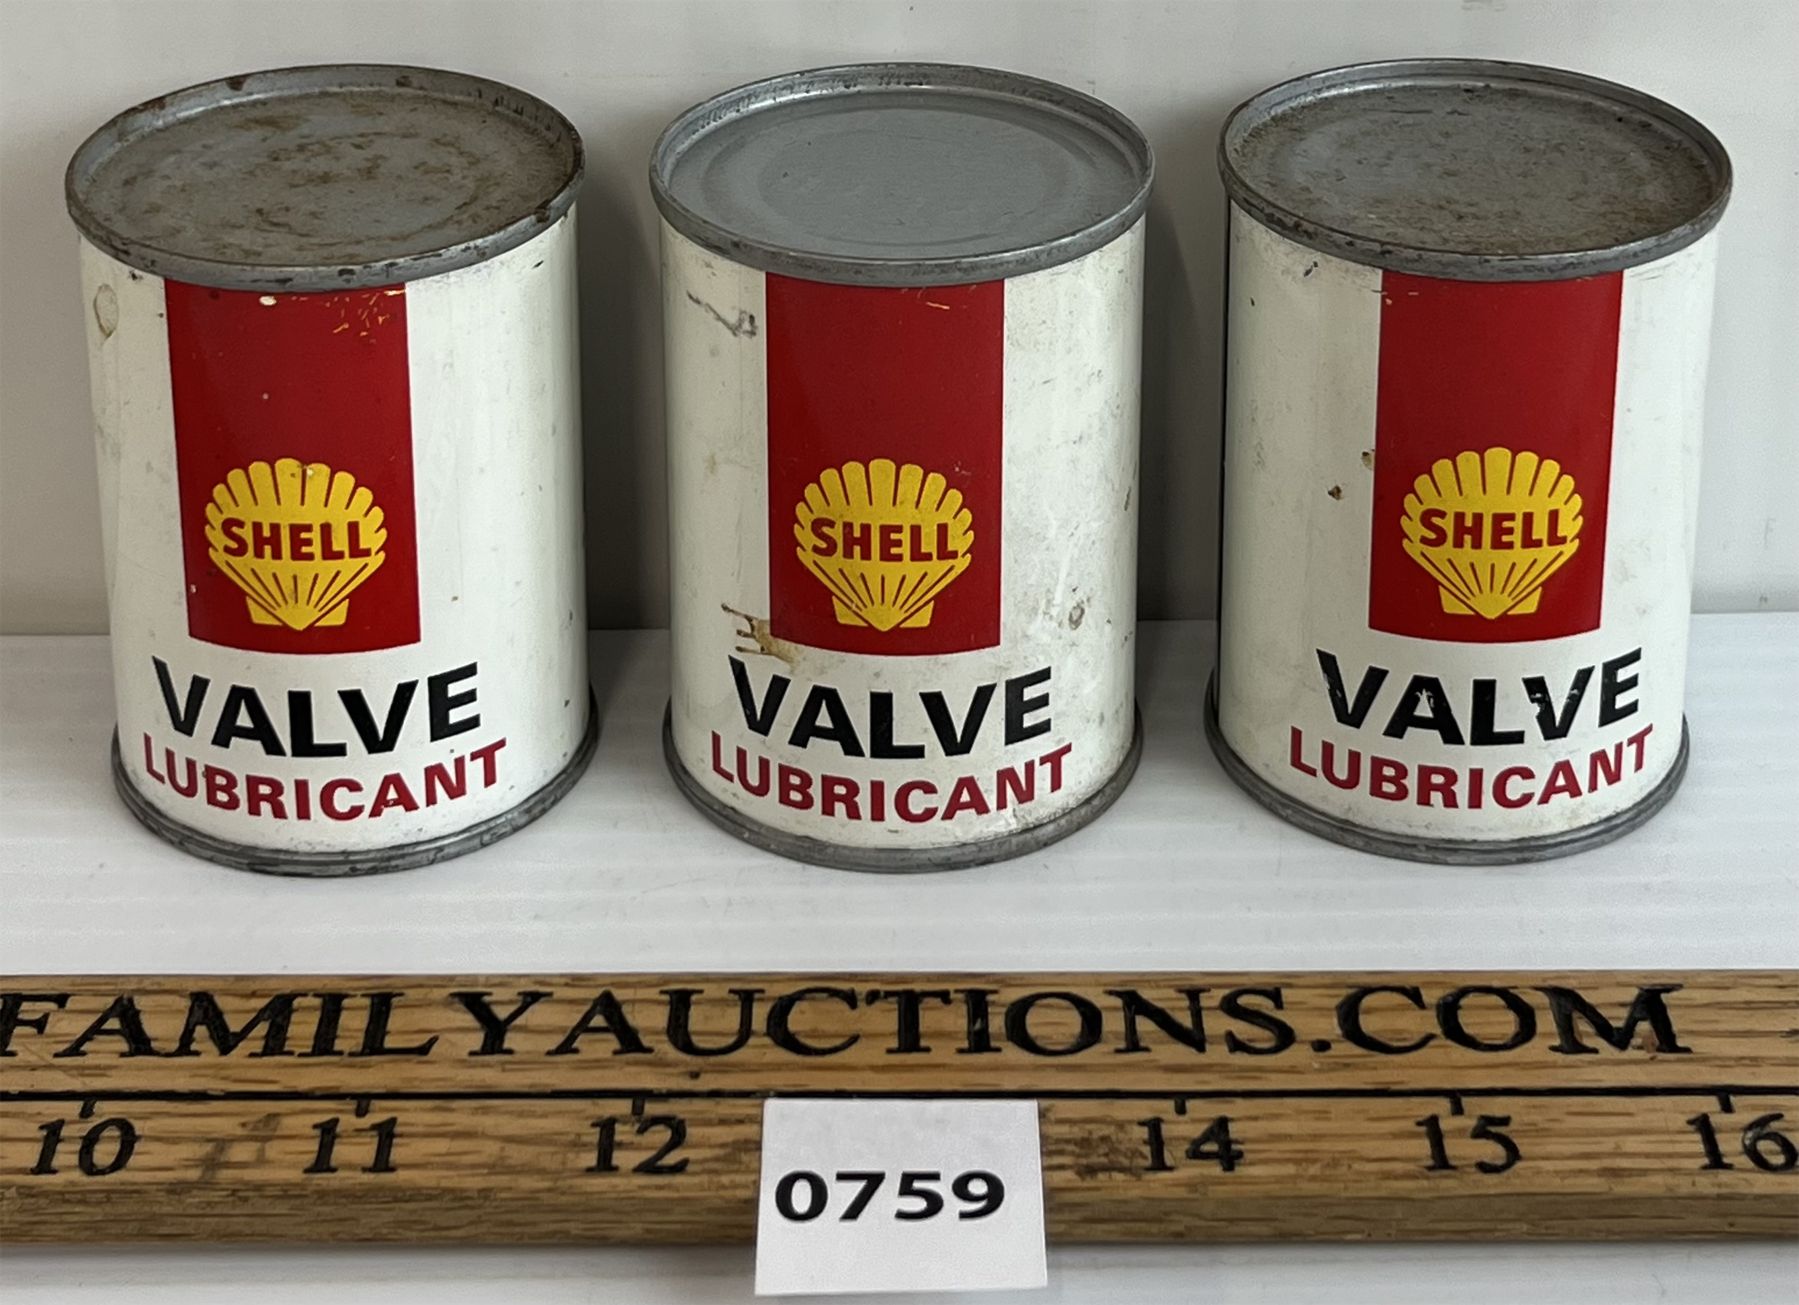 SHELL
VALVE
LUBRICANT
SHELL
VALVE
LUBRICANT
SHELL
VALVE
LUBRICANT
FAMILYAUCTIONS.COM
10 11 12 14 15 16
0759